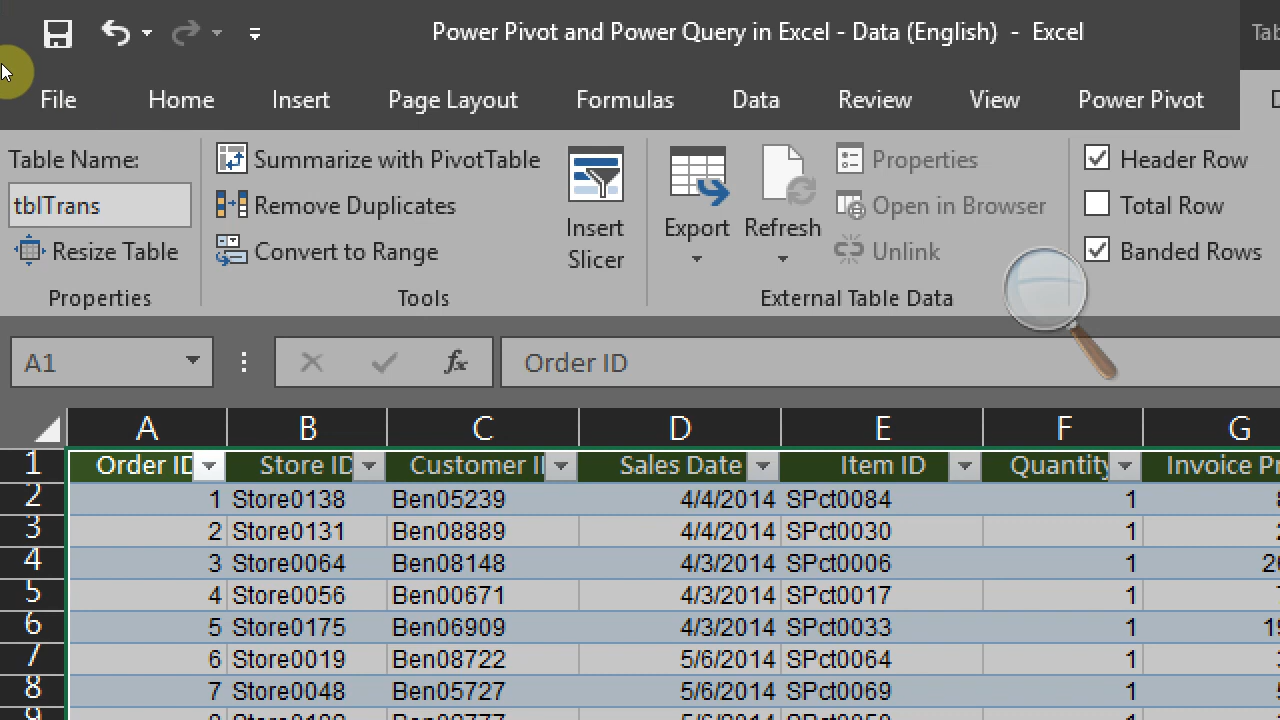 Power Pivot and Power Query in Excel - Data (English) - Excel
File Home Insert Page Layout Formulas Data Review View Power Pivot
Table Name:
tblTrans
Resize Table
Properties
Summarize with PivotTable
Remove Duplicates
Convert to Range
Insert
Slicer
Tools
Export
Refresh
Properties
Open in Browser
Unlink
External Table Data
Header Row
Total Row
Banded Rows
A1 fx Order ID
A B C D E F G
1 Order ID Store ID Customer I Sales Date Item ID Quantity Invoice
2 1 Store0138 Ben05239 4/4/2014 SPct0084 1
3 2 Store0131 Ben08889 4/4/2014 SPct0030 1
4 3 Store0064 Ben08148 4/3/2014 SPct0006 1
5 4 Store0056 Ben00671 4/3/2014 SPct0017 1
6 5 Store0175 Ben06909 4/3/2014 SPct0033 1
7 6 Store0019 Ben08722 5/6/2014 SPct0064 1
8 7 Store0048 Ben05727 5/6/2014 SPct0069 1